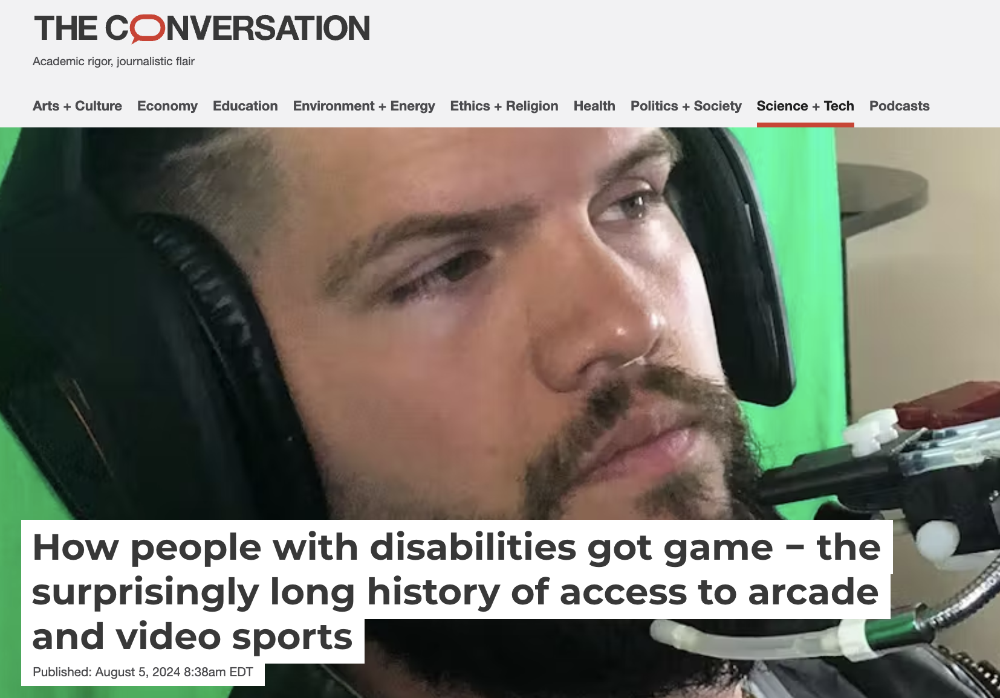 THE CONVERSATION
Academic rigor, journalistic flair
Arts + Culture Economy Education Environment + Energy Ethics + Religion Health Politics + Society Science + Tech Podcasts
How people with disabilities got game – the
surprisingly long history of access to arcade
and video sports
Published: August 5, 2024 8:38am EDT